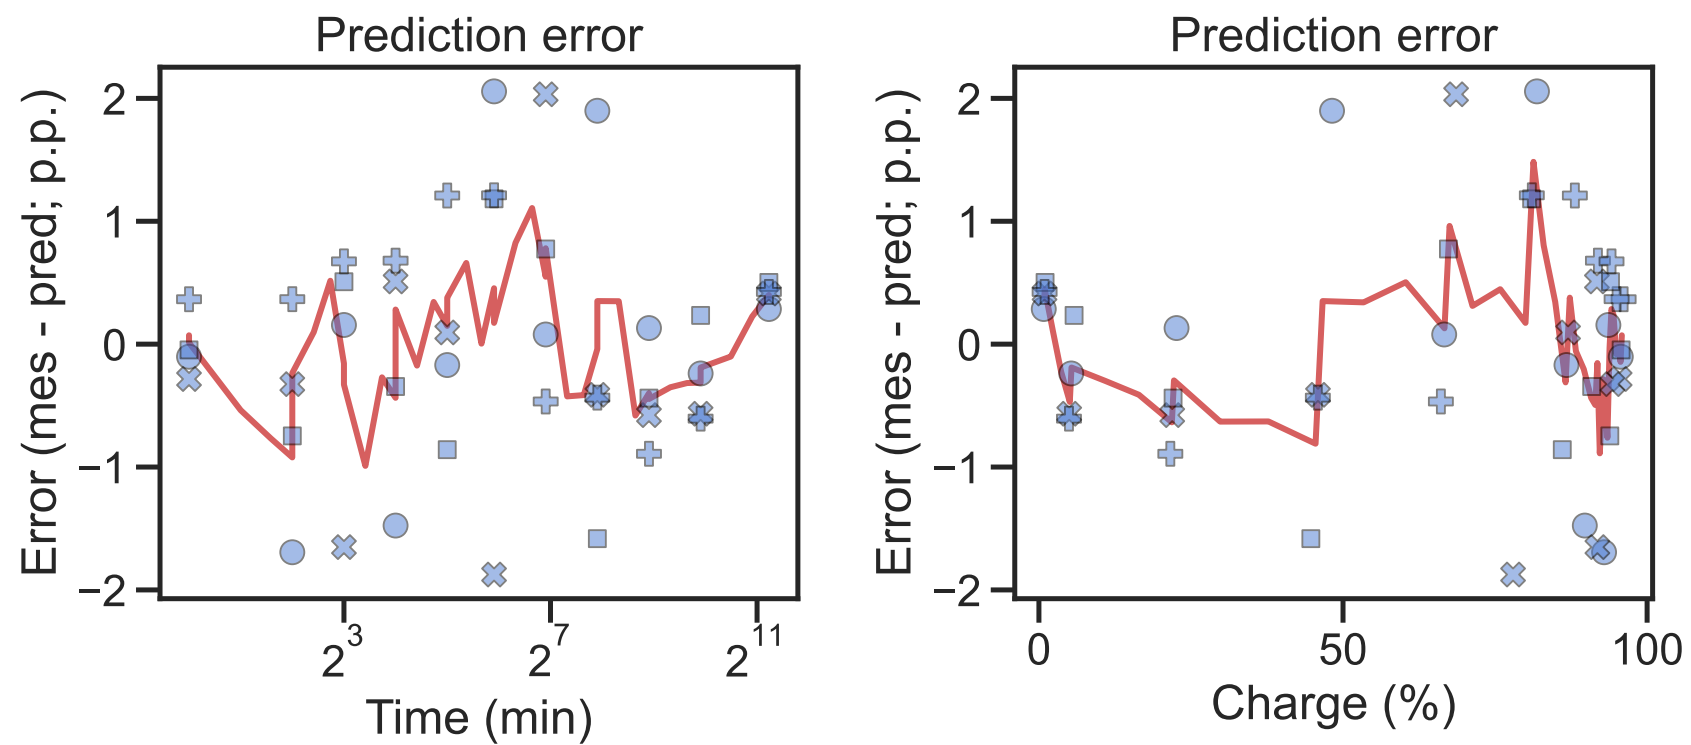 Prediction error
Error (mes - pred; p.p.)
2
1
0
−1
−2
2^3
2^7
2^11
Time (min)
Prediction error
Error (mes - pred; p.p.)
2
1
0
−1
−2
0
50
100
Charge (%)